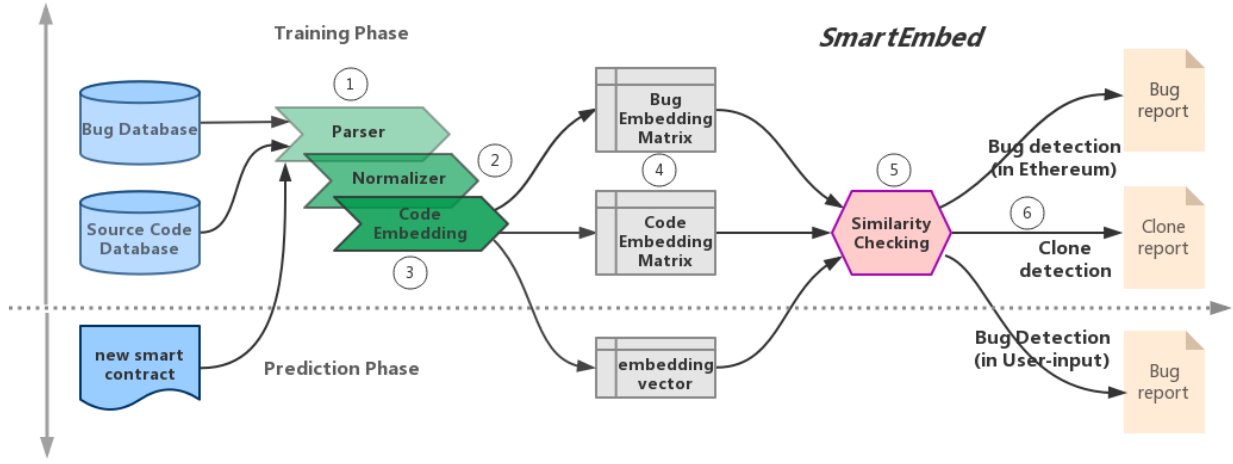 Training Phase
SmartEmbed
1
Bug Database
Parser
Bug
Embedding
Matrix
Bug
report
2
Normalizer
4
5
Bug detection
(in Ethereum)
Source Code
Database
Code
Embedding
3
Code
Embedding
Matrix
Similarity
Checking
6
Clone
detection
Clone
report
new smart
contract
Prediction Phase
embedding
vector
Bug Detection
(in User-input)
Bug
report